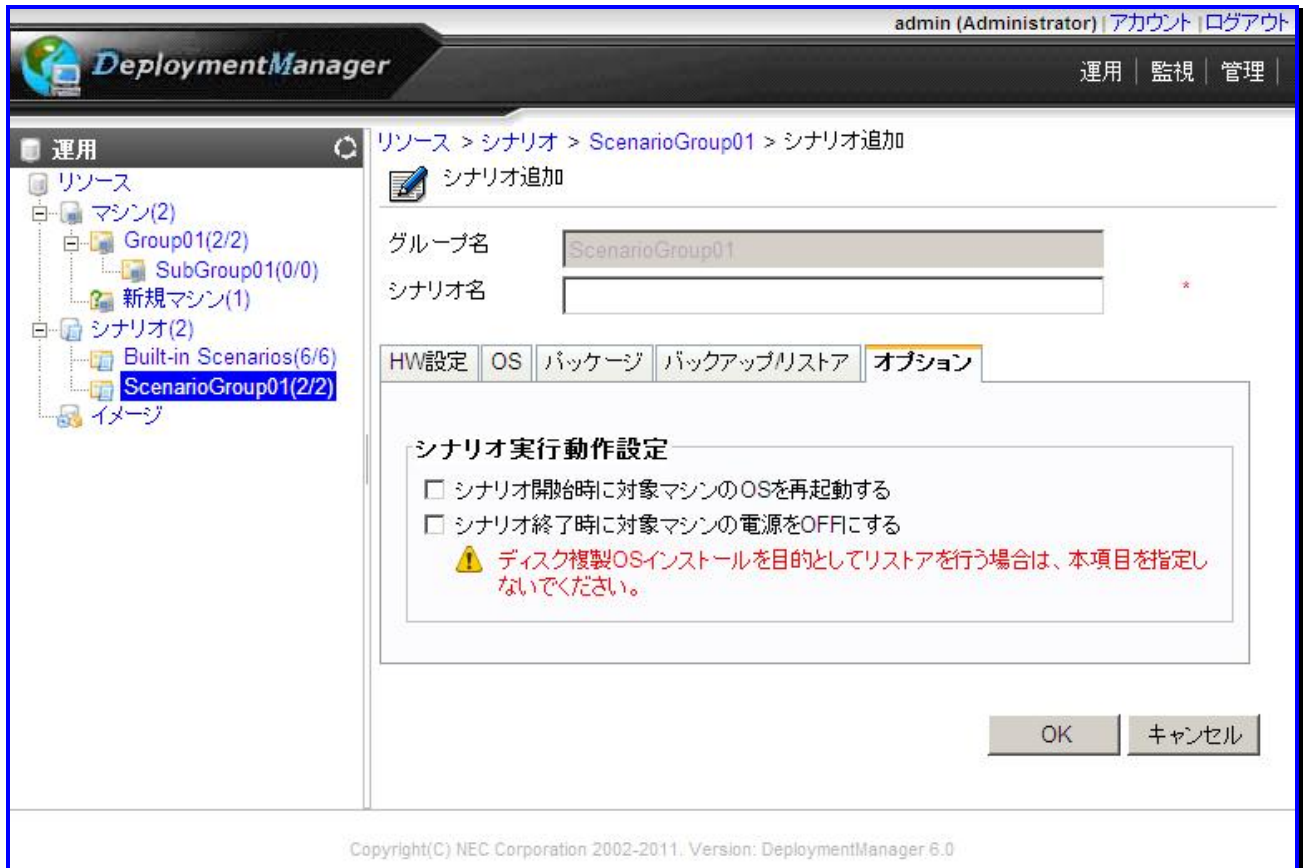 admin (Administrator) | アカウント | ログアウト
DeploymentManager
運用 | 監視 | 管理 |
運用
リソース
マシン(2)
Group01(2/2)
SubGroup01(0/0)
新規マシン(1)
シナリオ(2)
Built-in Scenarios(6/6)
ScenarioGroup01(2/2)
イメージ
リソース > シナリオ > ScenarioGroup01 > シナリオ追加
シナリオ追加
グループ名 ScenarioGroup01
シナリオ名 *
HW設定 OS パッケージ バックアップ/リストア オプション
シナリオ実行動作設定
シナリオ開始時に対象マシンのOSを再起動する
シナリオ終了時に対象マシンの電源をOFFにする
ディスク複製OSインストールを目的としてリストアを行う場合は、本項目を指定し
ないでください。
OK キャンセル
Copyright(C) NEC Corporation 2002-2011. Version: DeploymentManager 6.0